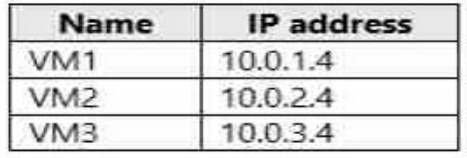 Name IP address
VM1 10.0.1.4
VM2 10.0.2.4
VM3 10.0.3.4